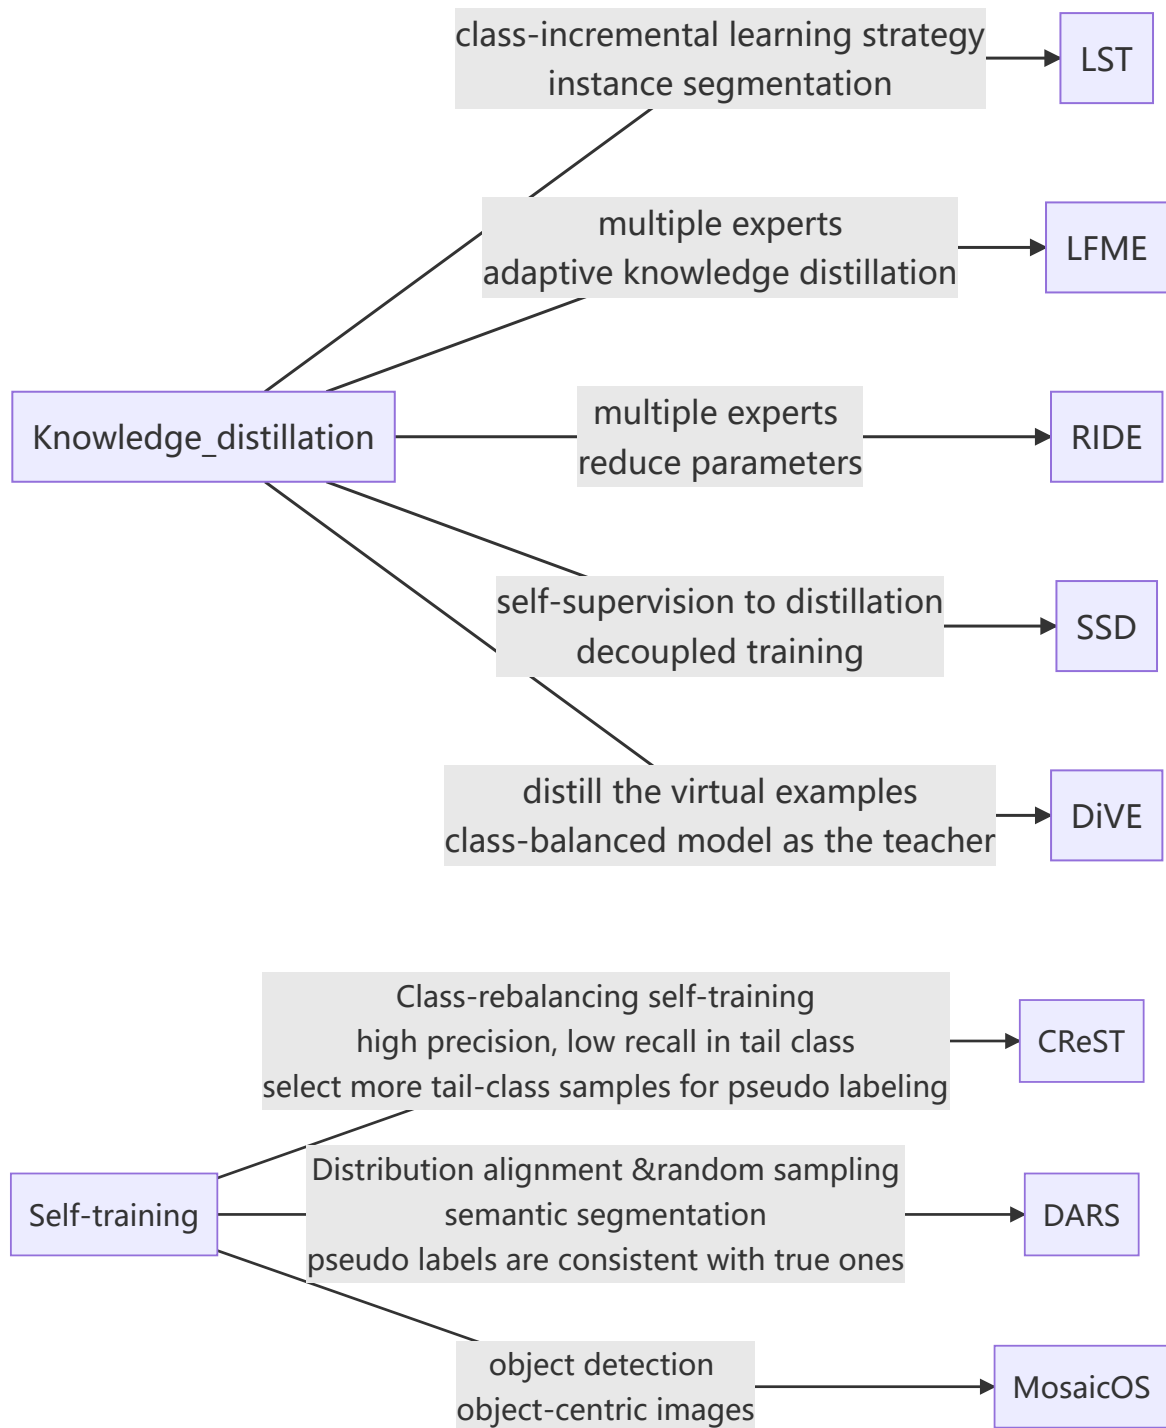 class-incremental learning strategy
instance segmentation
LST
multiple experts
adaptive knowledge distillation
LFME
Knowledge_distillation
multiple experts
reduce parameters
RIDE
self-supervision to distillation
decoupled training
SSD
distill the virtual examples
class-balanced model as the teacher
DiVE
Class-rebalancing self-training
high precision, low recall in tail class
select more tail-class samples for pseudo labeling
CReST
Self-training
Distribution alignment &random sampling
semantic segmentation
pseudo labels are consistent with true ones
DARS
object detection
object-centric images
MosaicOS